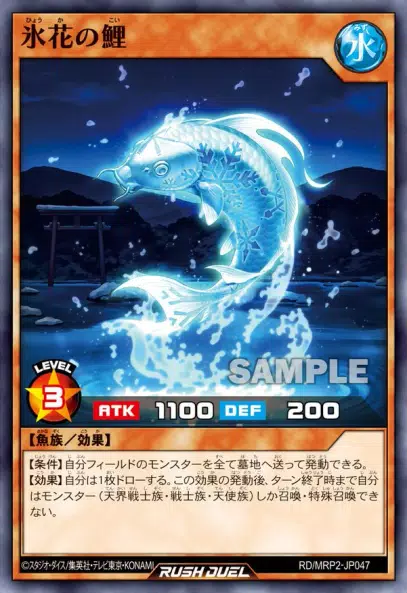 氷花の鯉
水
SAMPLE
LEVEL
3
ATK 1100 DEF 200
【魚族／効果】
【条件】自分フィールドのモンスターを全て墓地へ送って発動できる。
【効果】自分は1枚ドローする。この効果の発動後、ターン終了時まで自分
はモンスター（天界戦士族・戦士族・天使族）しか召喚・特殊召喚でき
ない。
©スタジオ・ダイス/集英社・テレビ東京・KONAMI RUSH DUEL RD/MRP2-JP047